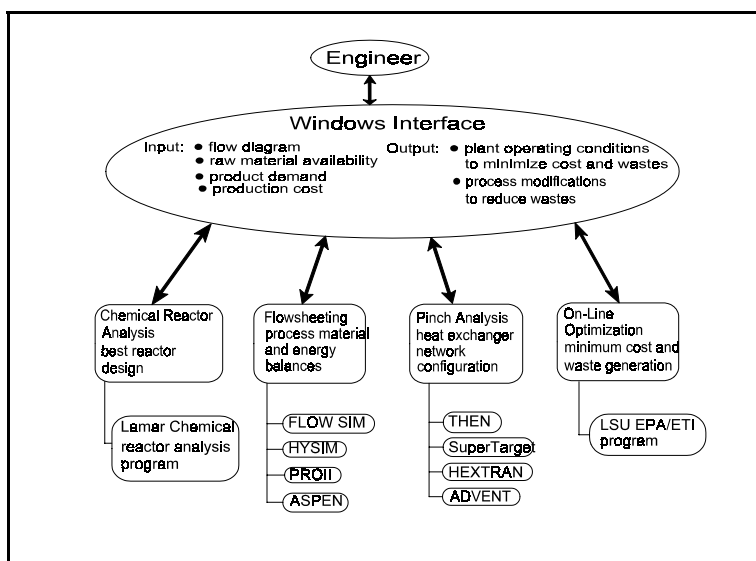 Engineer
Windows Interface
Input: ● flow diagram
● raw material availability
● product demand
● production cost
Output: ● plant operating conditions
to minimize cost and wastes
● process modifications
to reduce wastes
Chemical Reactor
Analysis
best reactor
design
Lamar Chemical
reactor analysis
program
Flowsheeting
process material
and energy
balances
FLOW SIM
HYSIM
PROII
ASPEN
Pinch Analysis
heat exchanger
network
configuration
THEN
SuperTarget
HEXTRAN
ADVENT
On-Line
Optimization
minimum cost and
waste generation
LSU EPA/ETI
program